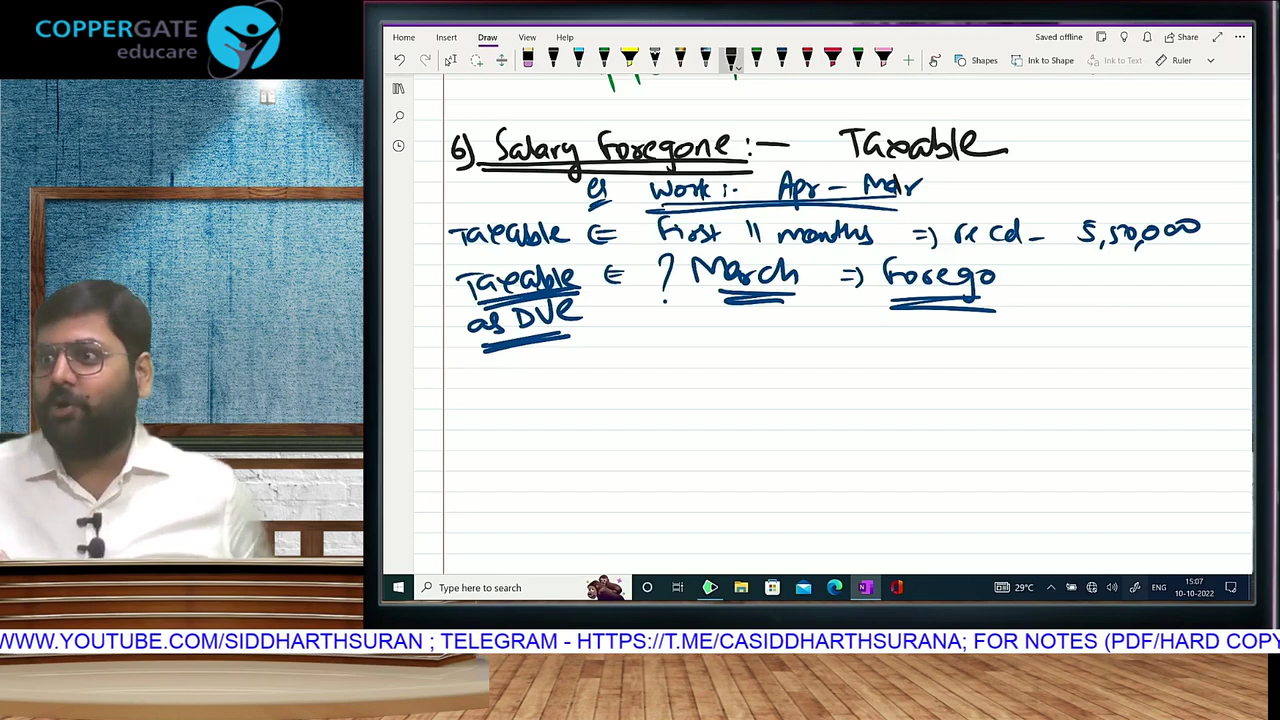 COPPERGATE
educare
Home Insert Draw View Help
Saved offline Share
Shapes Ink to Shape Ink to Text Ruler
6) Salary Foregone :- Taxable
eg Work :- Apr - Mar
Taxable ⇐ First 11 months ⇒ recd - 5,50,000
Taxable ⇐ ? March ⇒ Forego
as DVE
Type here to search
29°C ENG 15:07
10-10-2022
WWW.YOUTUBE.COM/SIDDHARTHSURAN ; TELEGRAM - HTTPS://T.ME/CASIDDHARTHSURANA; FOR NOTES (PDF/HARD COPY